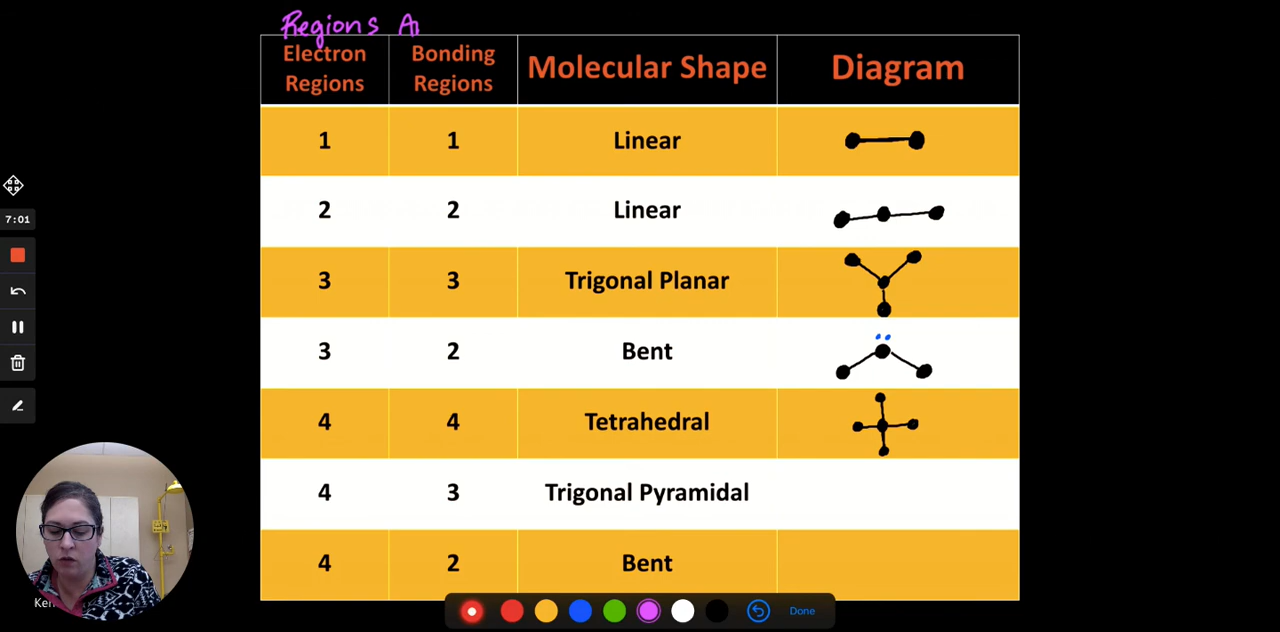 Regions A
Electron Regions Bonding Regions Molecular Shape Diagram
1 1 Linear
2 2 Linear
3 3 Trigonal Planar
3 2 Bent
4 4 Tetrahedral
4 3 Trigonal Pyramidal
4 2 Bent
7:01
Ken
Done